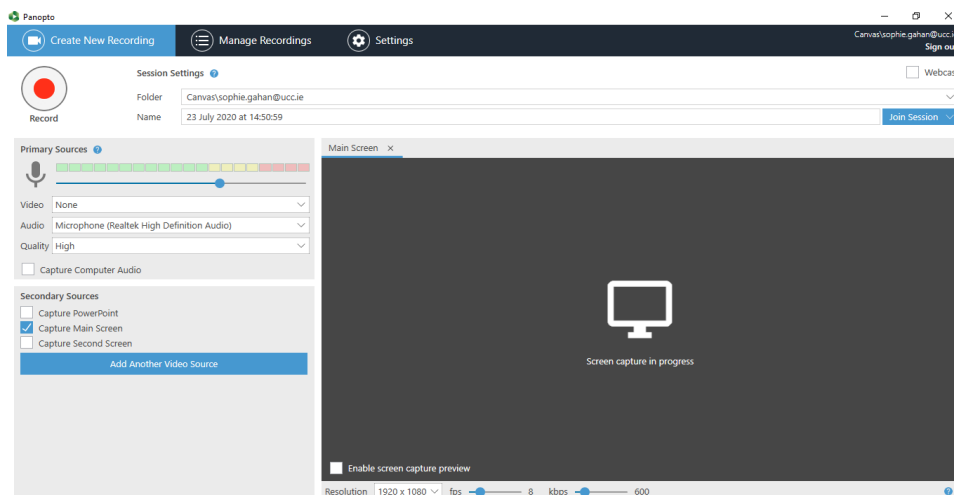 Panopto
Create New Recording Manage Recordings Settings
Canvas\sophie.gahan@ucc.i
Sign ou
Session Settings ?
Webcas
Folder Canvas\sophie.gahan@ucc.ie
Record
Name 23 July 2020 at 14:50:59 Join Session
Primary Sources ?
Main Screen ×
Video None
Audio Microphone (Realtek High Definition Audio)
Quality High
Capture Computer Audio
Secondary Sources
Capture PowerPoint
Capture Main Screen
Capture Second Screen
Add Another Video Source
Screen capture in progress
Enable screen capture preview
Resolution 1920 x 1080 fps 8 kbps 600 ?